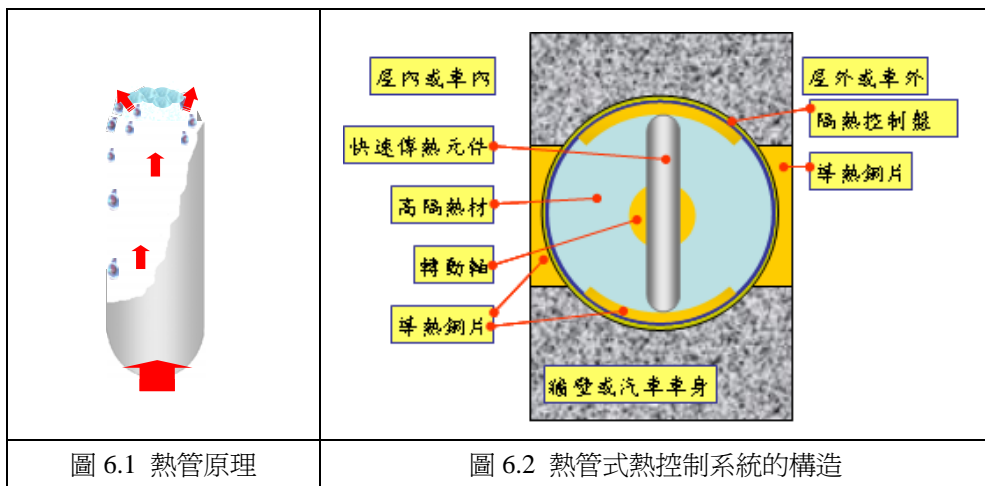 屋內或車內
快速傳熱元件
高隔熱材
轉動軸
導熱銅片
屋外或車外
隔熱控制盤
導熱銅片
牆壁或汽車車身
圖 6.1 熱管原理
圖 6.2 熱管式熱控制系統的構造